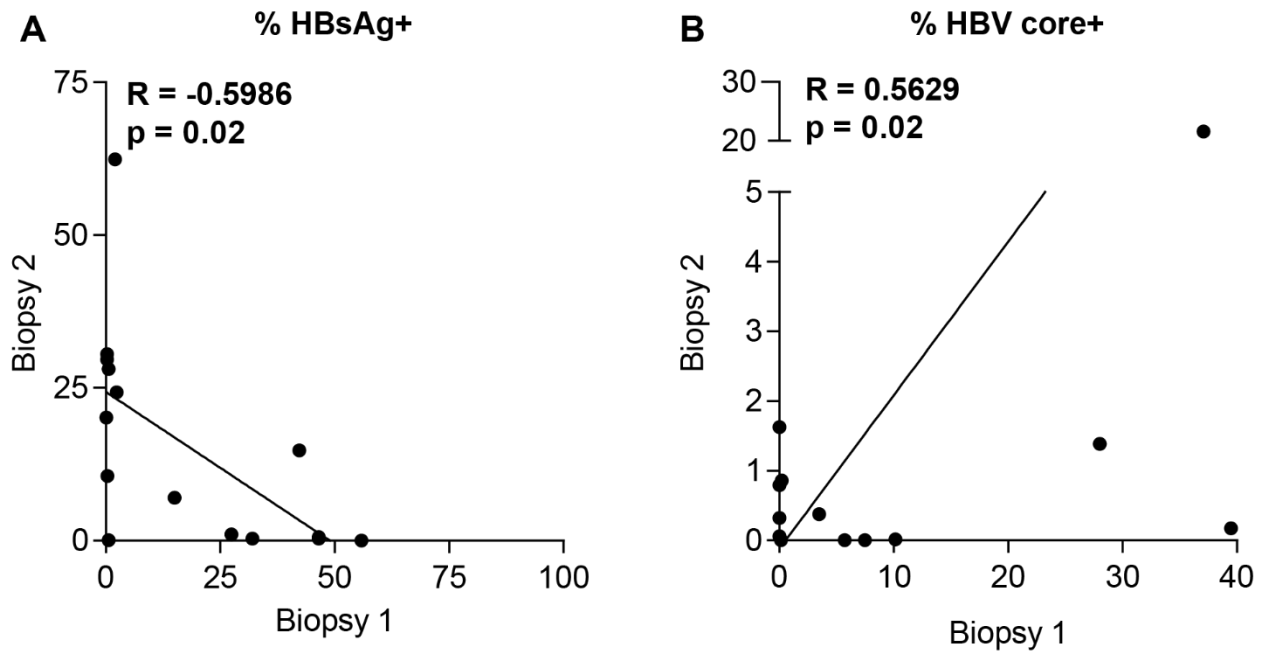 A
% HBsAg+
R = -0.5986
p = 0.02
75
50
25
0
Biopsy 2
0
25
50
75
100
Biopsy 1
B
% HBV core+
R = 0.5629
p = 0.02
30
20
5
4
3
2
1
0
Biopsy 2
0
10
20
30
40
Biopsy 1